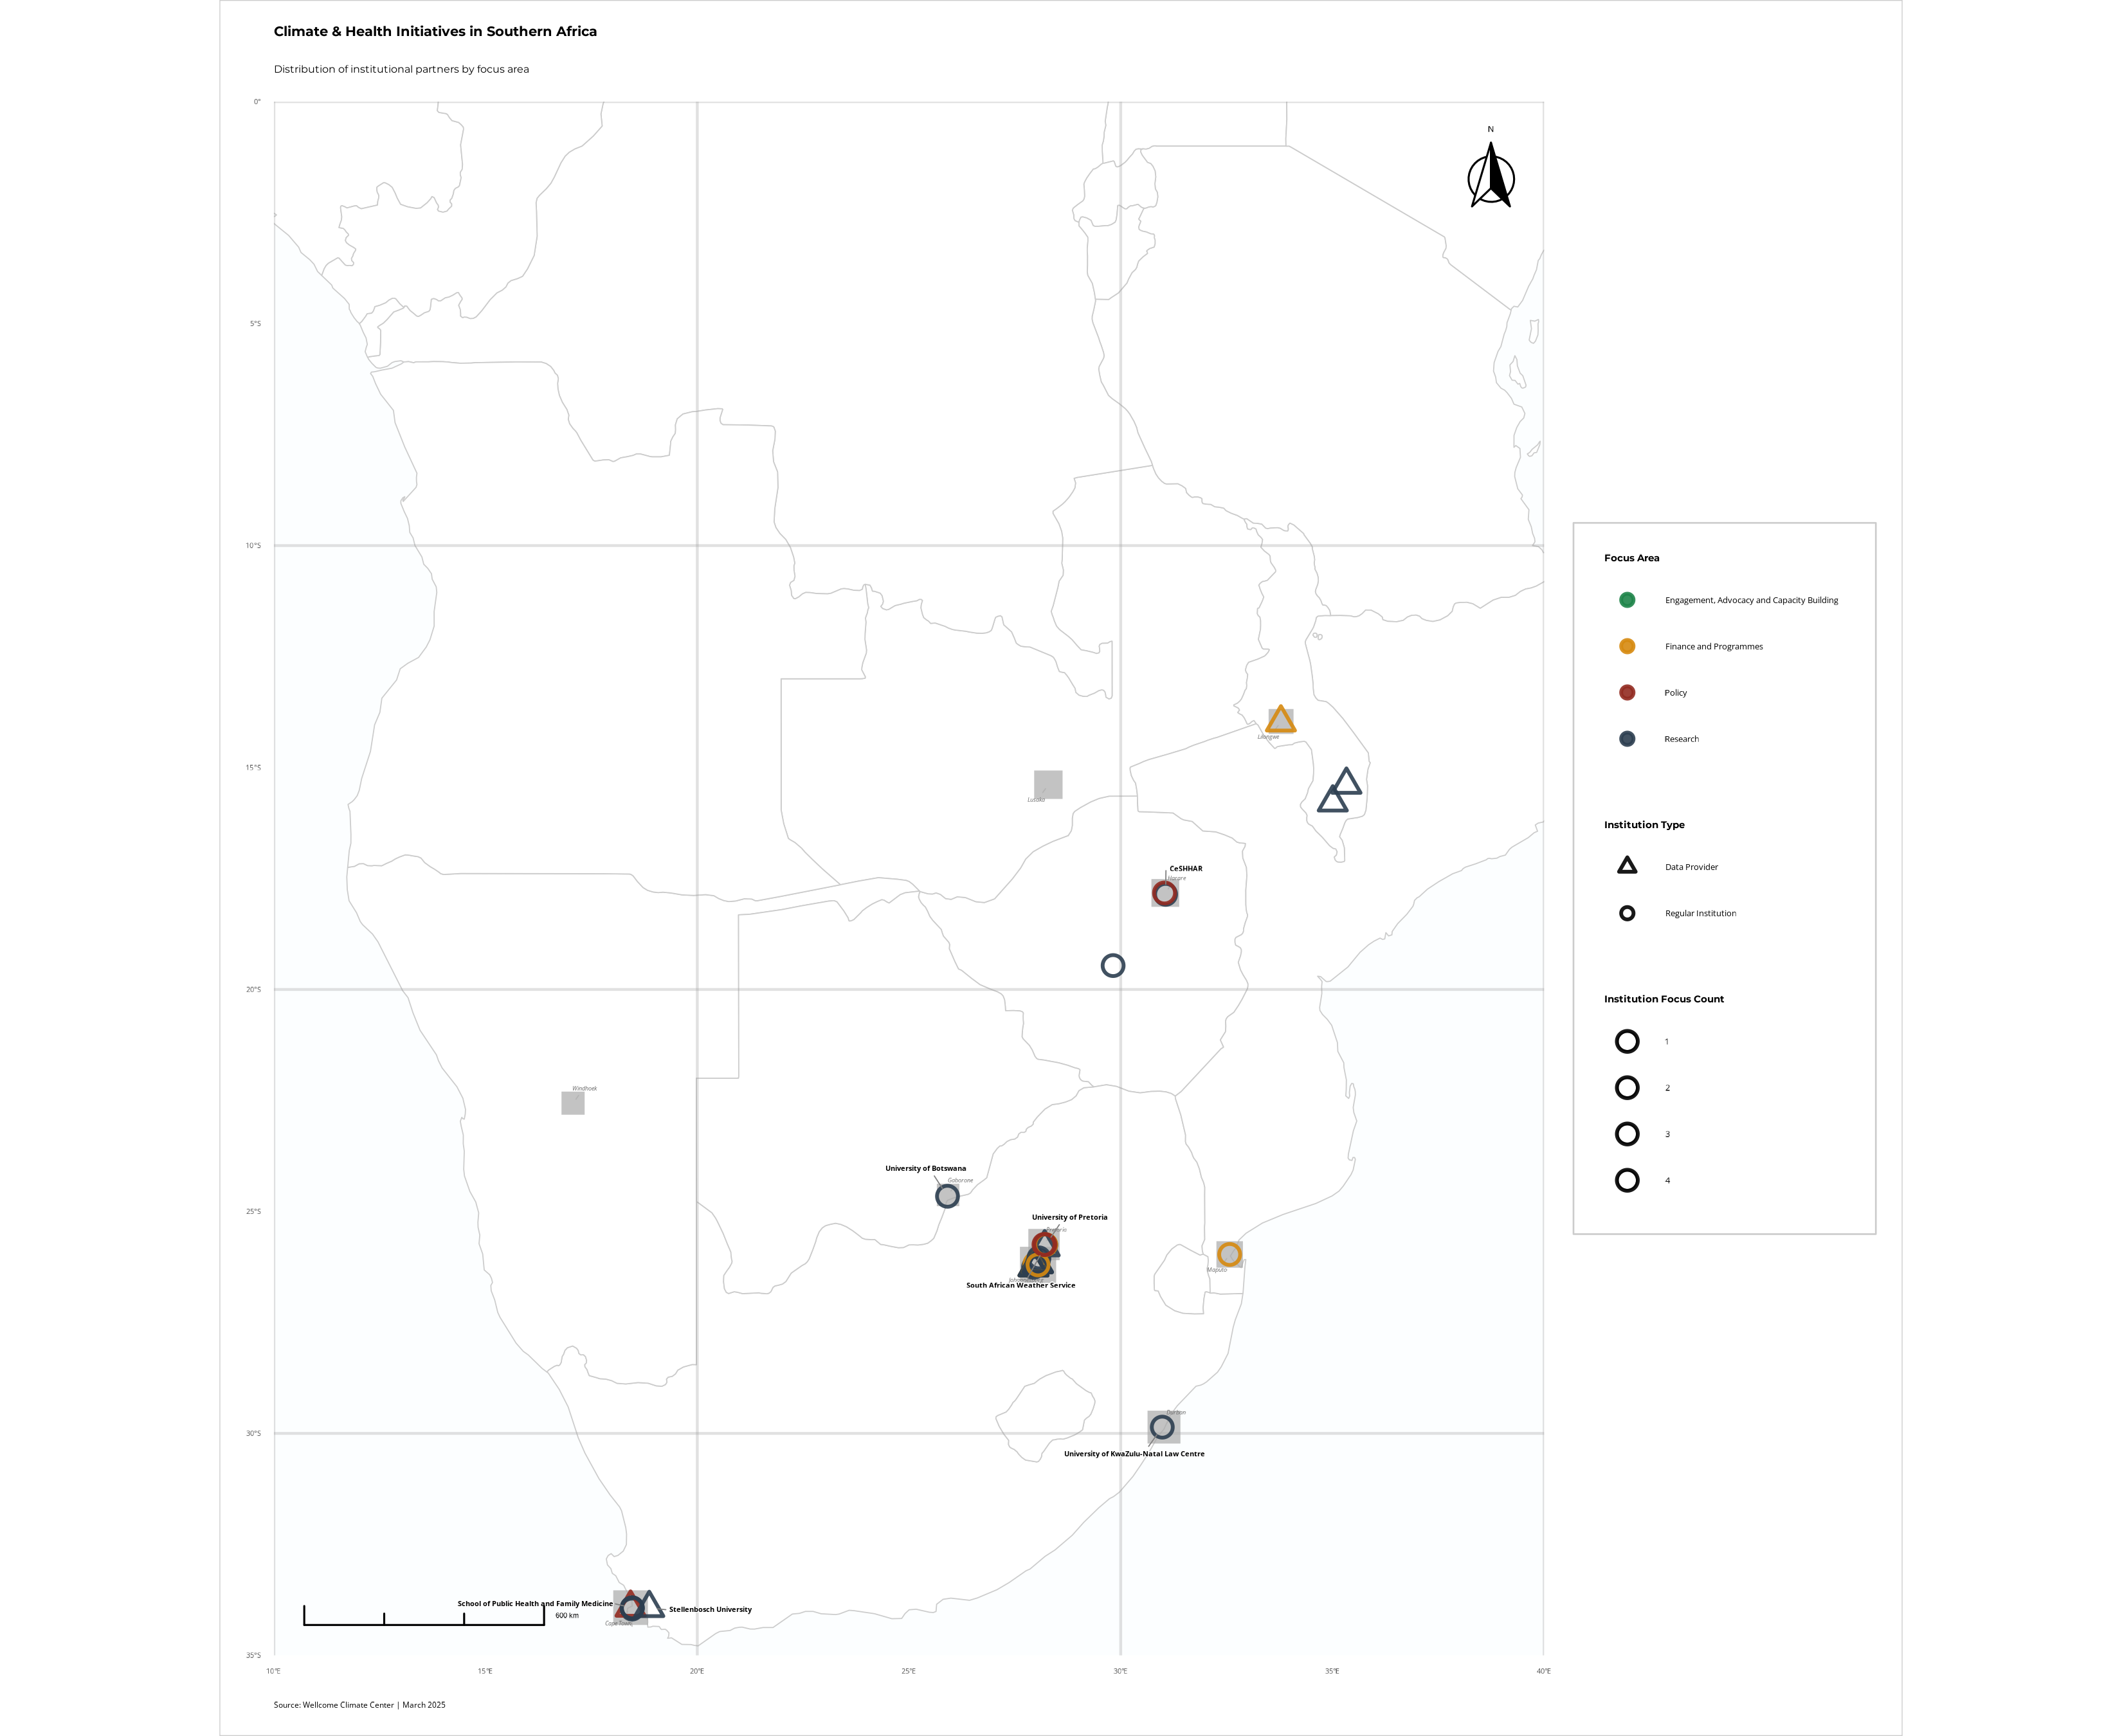 Climate & Health Initiatives in Southern Africa
Distribution of institutional partners by focus area
0°
5°S
10°S
15°S
20°S
25°S
30°S
35°S
10°E
15°E
20°E
25°E
30°E
35°E
40°E
N
Lilongwe
Lusaka
CeSHHAR
Harare
Windhoek
University of Botswana
Gaborone
University of Pretoria
South African Weather Service
Maputo
Durban
University of KwaZulu-Natal Law Centre
School of Public Health and Family Medicine
Stellenbosch University
Cape Town
600 km
Focus Area
Engagement, Advocacy and Capacity Building
Finance and Programmes
Policy
Research
Institution Type
Data Provider
Regular Institution
Institution Focus Count
1
2
3
4
Source: Wellcome Climate Center | March 2025